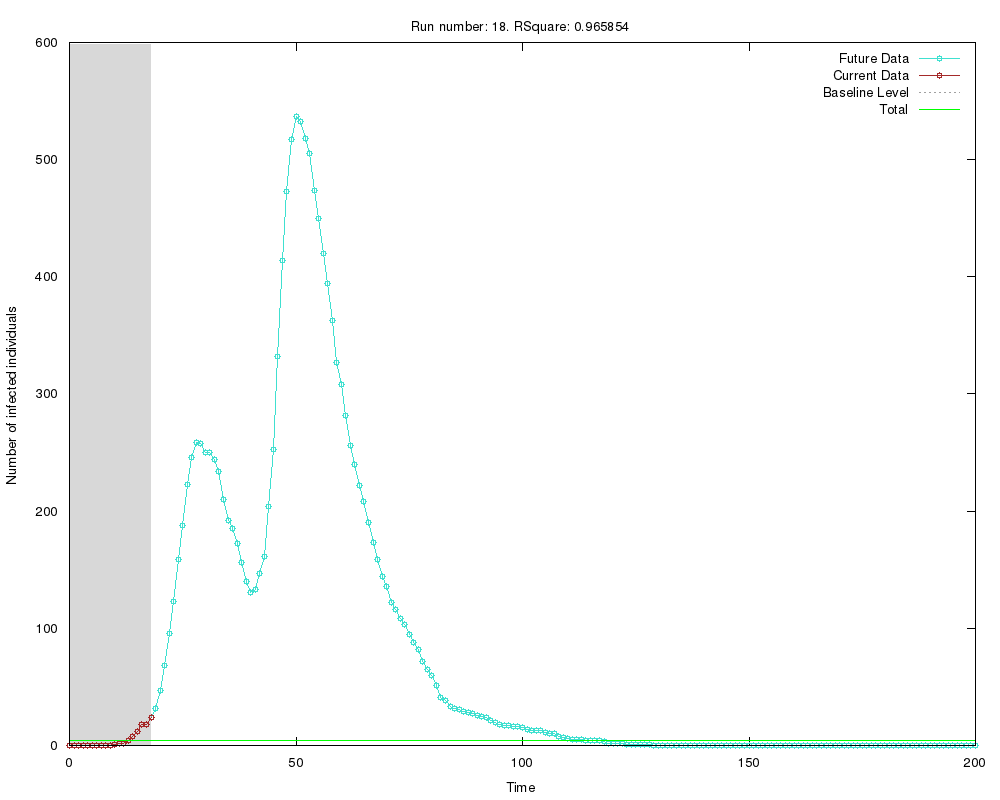 Run number: 18. RSquare: 0.965854
600
500
400
300
200
100
0
0
50
100
150
200
Number of infected individuals
Time
Future Data
Current Data
Baseline Level
Total